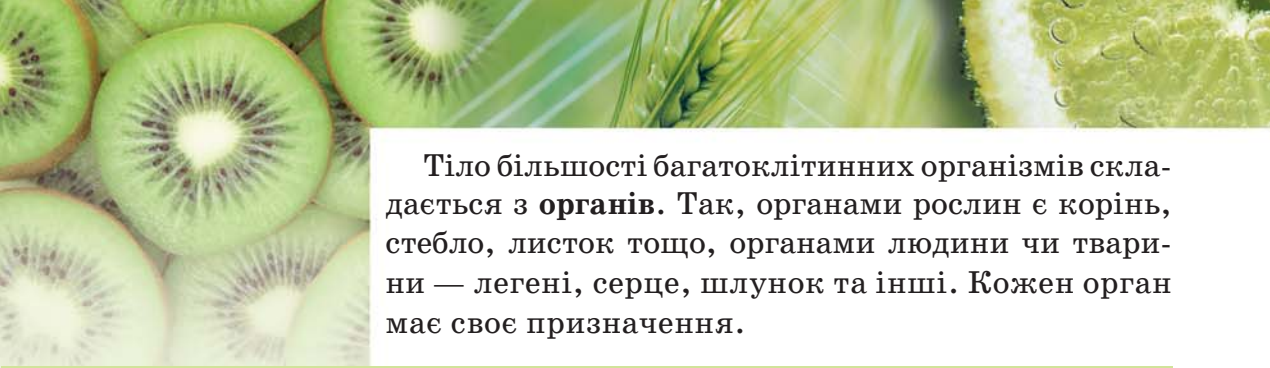 Тіло більшості багатоклітинних організмів скла-
дається з органів. Так, органами рослин є корінь,
стебло, листок тощо, органами людини чи твари-
ни — легені, серце, шлунок та інші. Кожен орган
має своє призначення.